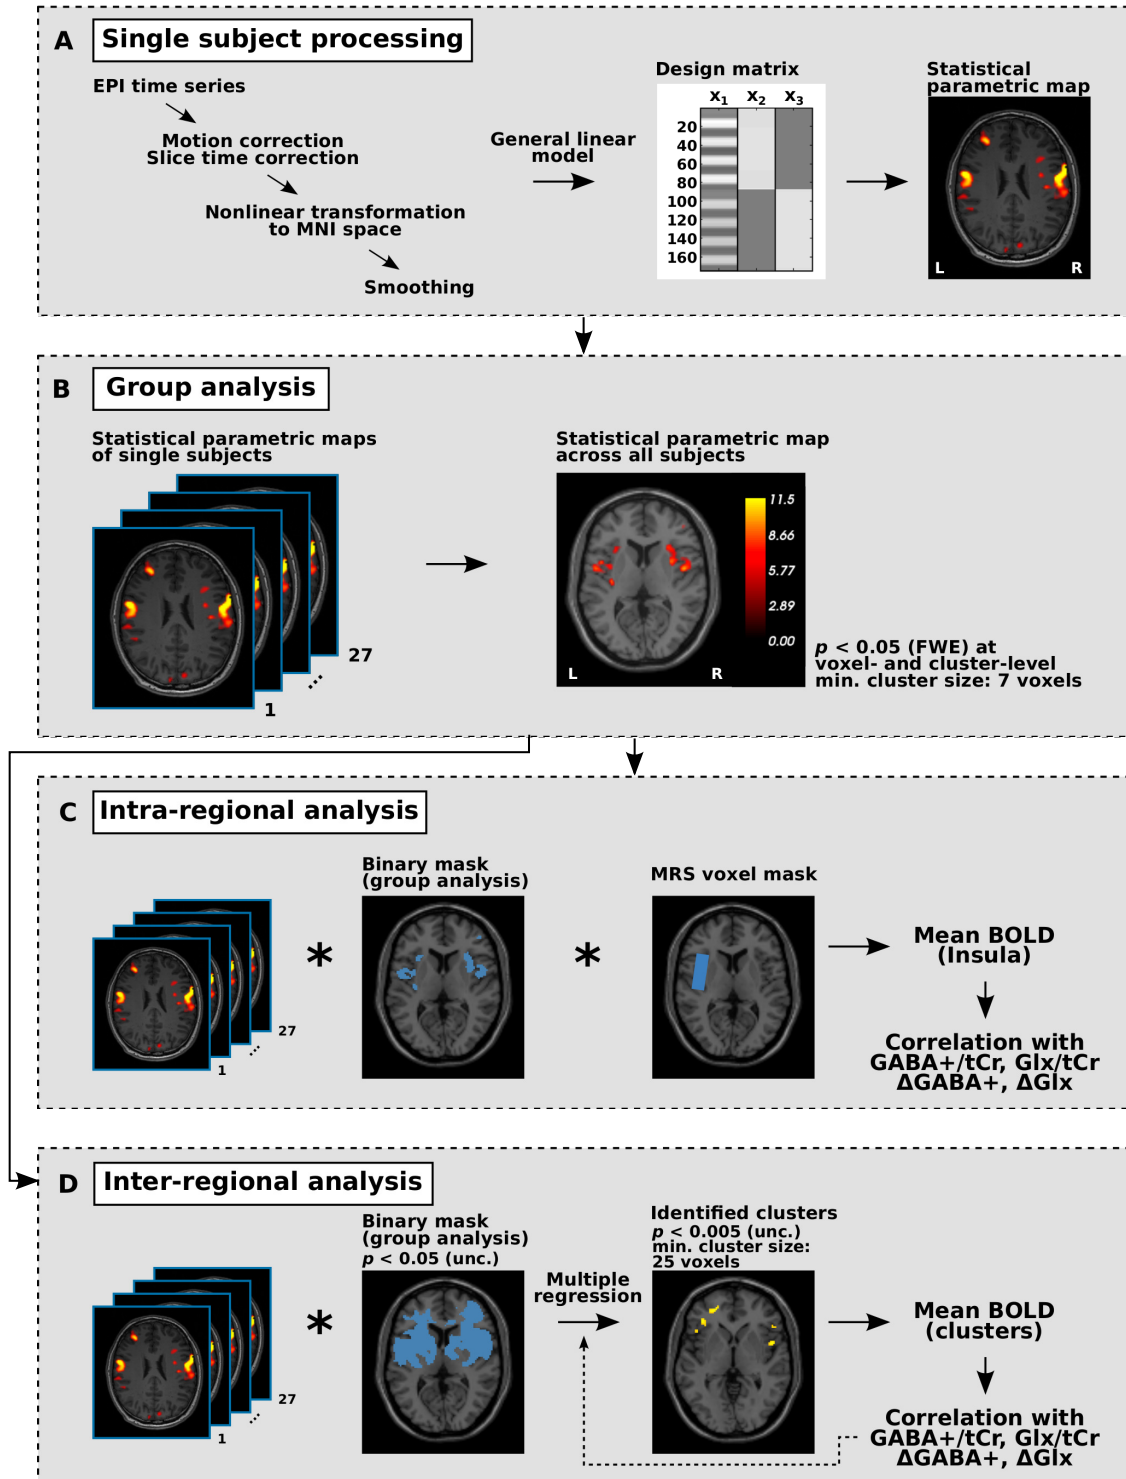 A Single subject processing
EPI time series
Motion correction
Slice time correction
Nonlinear transformation
to MNI space
Smoothing
General linear
model
Design matrix
x1 x2 x3
20
40
60
80
100
120
140
160
Statistical
parametric map
L R
B Group analysis
Statistical parametric maps
of single subjects
1 ... 27
Statistical parametric map
across all subjects
11.5
8.66
5.77
2.89
0.00
L R
p < 0.05 (FWE) at
voxel- and cluster-level
min. cluster size: 7 voxels
C Intra-regional analysis
1 ... 27
*
Binary mask
(group analysis)
*
MRS voxel mask
Mean BOLD
(Insula)
Correlation with
GABA+/tCr, Glx/tCr
ΔGABA+, ΔGlx
D Inter-regional analysis
1 ... 27
*
Binary mask
(group analysis)
p < 0.05 (unc.)
Multiple
regression
Identified clusters
p < 0.005 (unc.)
min. cluster size:
25 voxels
Mean BOLD
(clusters)
Correlation with
GABA+/tCr, Glx/tCr
ΔGABA+, ΔGlx